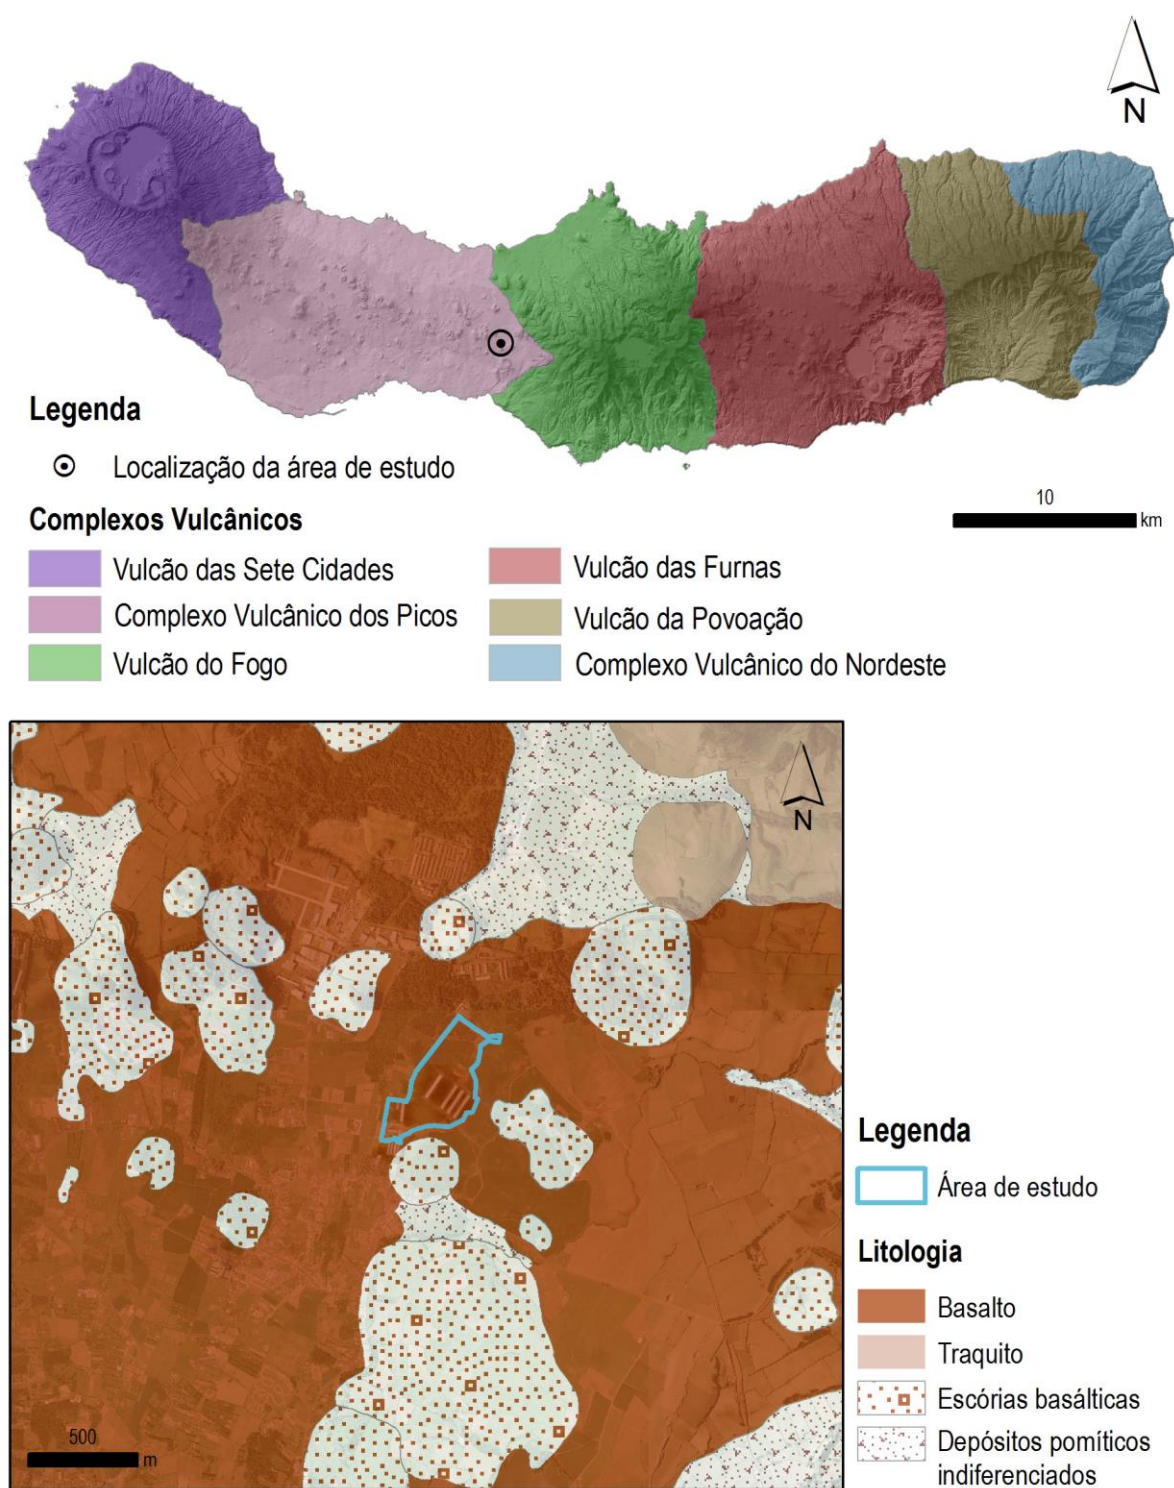 N
Legenda
Localização da área de estudo
10
km
Complexos Vulcânicos
Vulcão das Sete Cidades
Vulcão das Furnas
Complexo Vulcânico dos Picos
Vulcão da Povoação
Vulcão do Fogo
Complexo Vulcânico do Nordeste
N
500
m
Legenda
Área de estudo
Litologia
Basalto
Traquito
Escórias basálticas
Depósitos pomíticos
indiferenciados